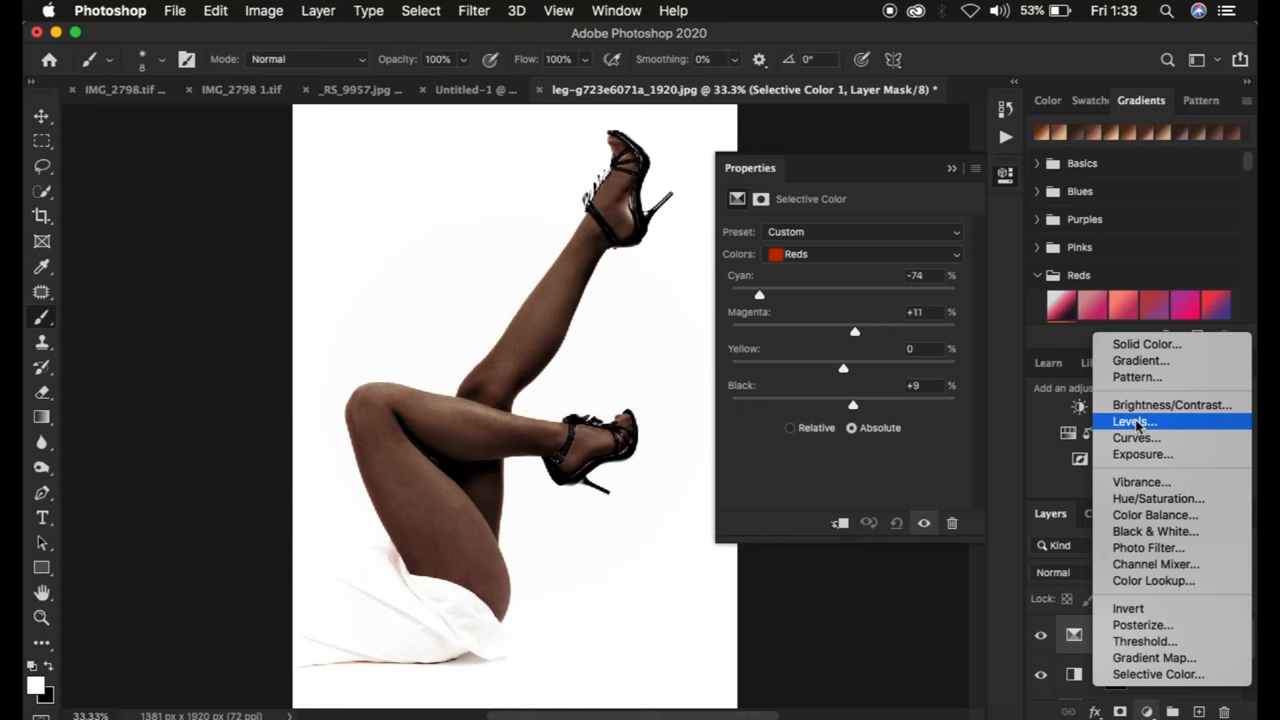 Photoshop File Edit Image Layer Type Select Filter 3D View Window Help 53% Fri 1:33
Adobe Photoshop 2020
8 Mode: Normal Opacity: 100% Flow: 100% Smoothing: 0% 0°
IMG_2798.tif ... IMG_2798 1.tif _RS_9957.jpg ... Untitled-1 @ ... leg-g723e6071a_1920.jpg @ 33.3% (Selective Color 1, Layer Mask/8) *
Color Swatche Gradients Pattern
Basics
Blues
Purples
Pinks
Reds
Properties
Selective Color
Preset: Custom
Colors: Reds
Cyan: -74 %
Magenta: +11 %
Yellow: 0 %
Black: +9 %
Relative Absolute
Learn
Add an adjus
Layers
Kind
Normal
Lock:
Solid Color...
Gradient...
Pattern...
Brightness/Contrast...
Levels...
Curves...
Exposure...
Vibrance...
Hue/Saturation...
Color Balance...
Black & White...
Photo Filter...
Channel Mixer...
Color Lookup...
Invert
Posterize...
Threshold...
Gradient Map...
Selective Color...
fx
33.33% 1381 px x 1920 px (72 ppi)